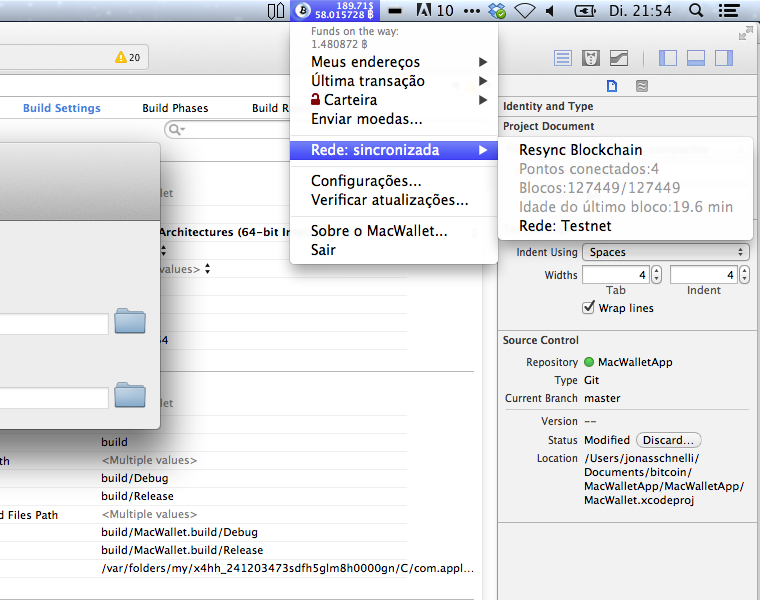 189.71$
58.015728 ฿
10
Di. 21:54
20
Funds on the way:
1.480872 ฿
Meus endereços
Última transação
Carteira
Enviar moedas...
Rede: sincronizada
Configurações...
Verificar atualizações...
Sobre o MacWallet...
Sair
Resync Blockchain
Pontos conectados:4
Blocos:127449/127449
Idade do último bloco:19.6 min
Rede: Testnet
Build Settings
Build Phases
Build
Architectures (64-bit
values>
build
<Multiple values>
build/Debug
build/Release
d Files Path
<Multiple values>
build/MacWallet.build/Debug
build/MacWallet.build/Release
/var/folders/my/x4hh_241203473sdfh5glm8h0000gn/C/com.appl...
Identity and Type
Project Document
Indent Using
Spaces
Widths
4
4
Tab
Indent
Wrap lines
Source Control
Repository
MacWalletApp
Type
Git
Current Branch
master
Version
--
Status
Modified
Discard...
Location
/Users/jonasschnelli/
Documents/bitcoin/
MacWalletApp/MacWalletApp/
MacWallet.xcodeproj